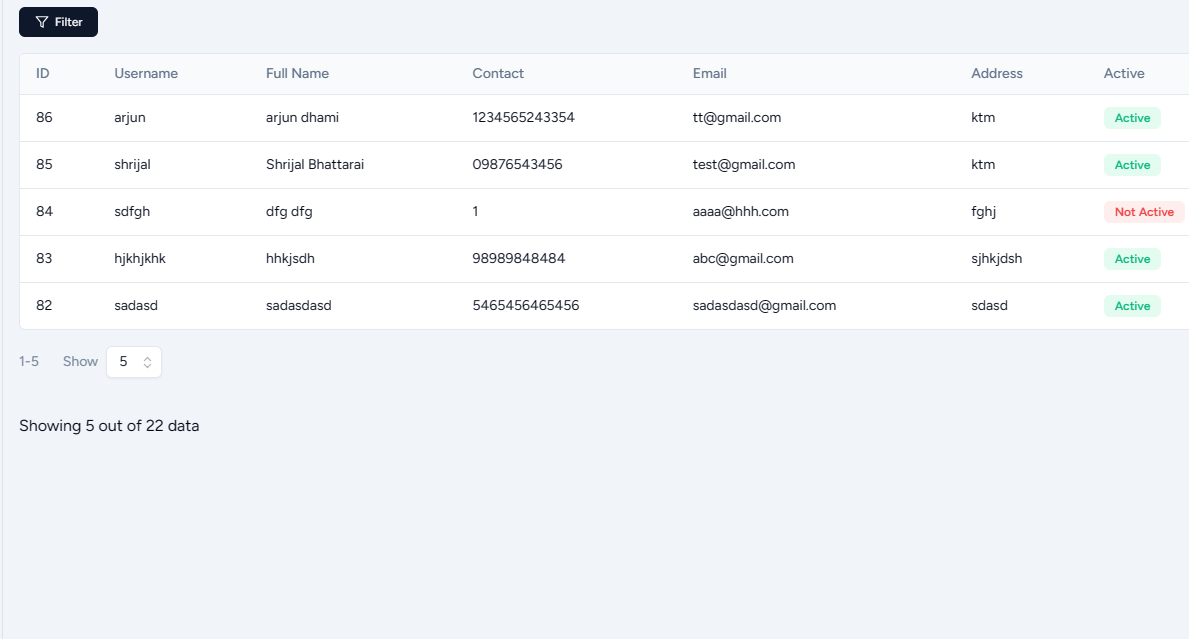 Filter
ID Username Full Name Contact Email Address Active
86 arjun arjun dhami 1234565243354 tt@gmail.com ktm Active
85 shrijal Shrijal Bhattarai 09876543456 test@gmail.com ktm Active
84 sdfgh dfg dfg 1 aaaa@hhh.com fghj Not Active
83 hjkhjkhk hhkjsdh 98989848484 abc@gmail.com sjhkjdsh Active
82 sadasd sadasdasd 5465456465456 sadasdasd@gmail.com sdasd Active
1-5 Show 5
Showing 5 out of 22 data